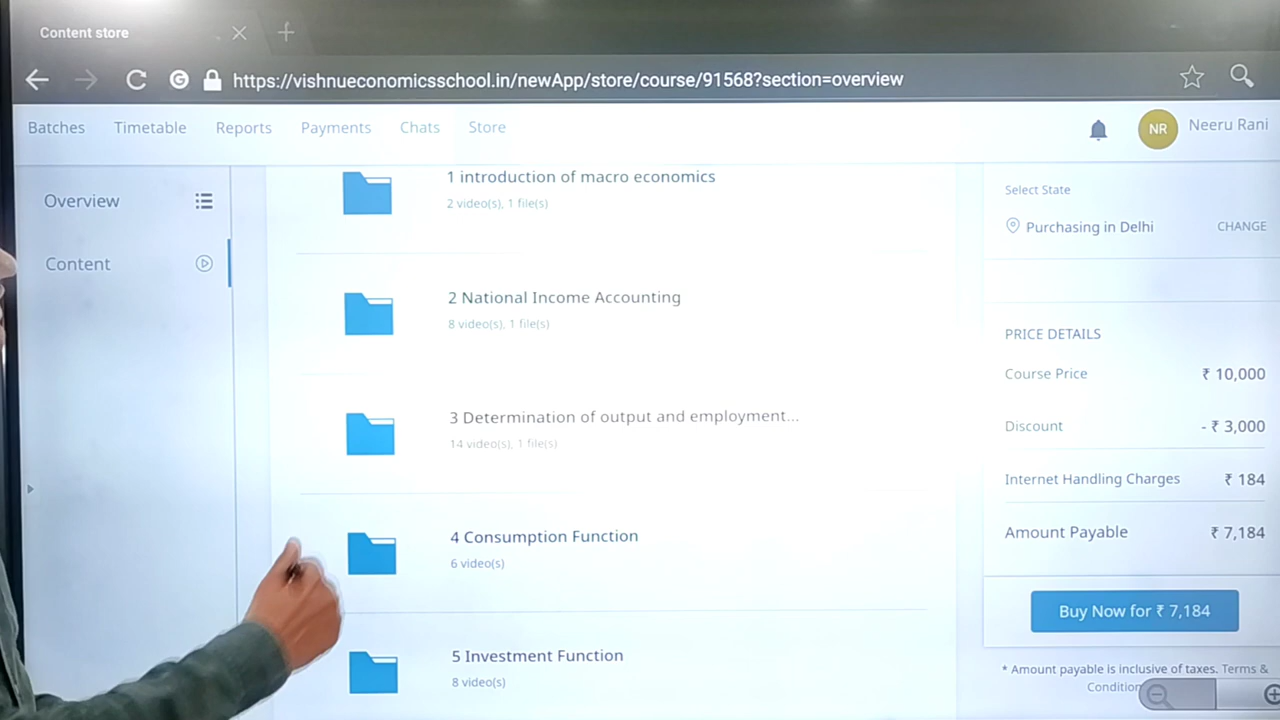 Content store
https://vishnueconomicsschool.in/newApp/store/course/91568?section=overview
Batches Timetable Reports Payments Chats Store
NR Neeru Rani
Overview
Content
1 introduction of macro economics
2 video(s), 1 file(s)
2 National Income Accounting
8 video(s), 1 file(s)
3 Determination of output and employment...
14 video(s), 1 file(s)
4 Consumption Function
6 video(s)
5 Investment Function
8 video(s)
Select State
Purchasing in Delhi CHANGE
PRICE DETAILS
Course Price ₹ 10,000
Discount - ₹ 3,000
Internet Handling Charges ₹ 184
Amount Payable ₹ 7,184
Buy Now for ₹ 7,184
* Amount payable is inclusive of taxes. Terms &
Condition